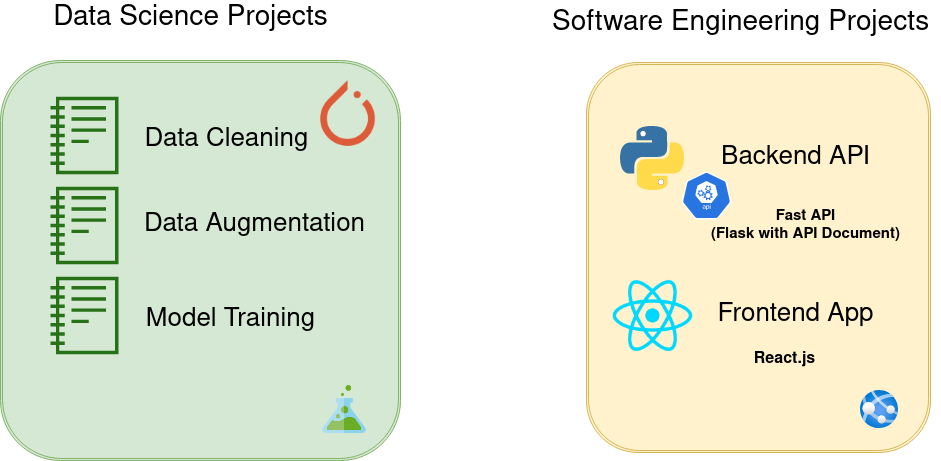 Data Science Projects
Data Cleaning
Data Augmentation
Model Training
Software Engineering Projects
Backend API
api
Fast API
(Flask with API Document)
Frontend App
React.js